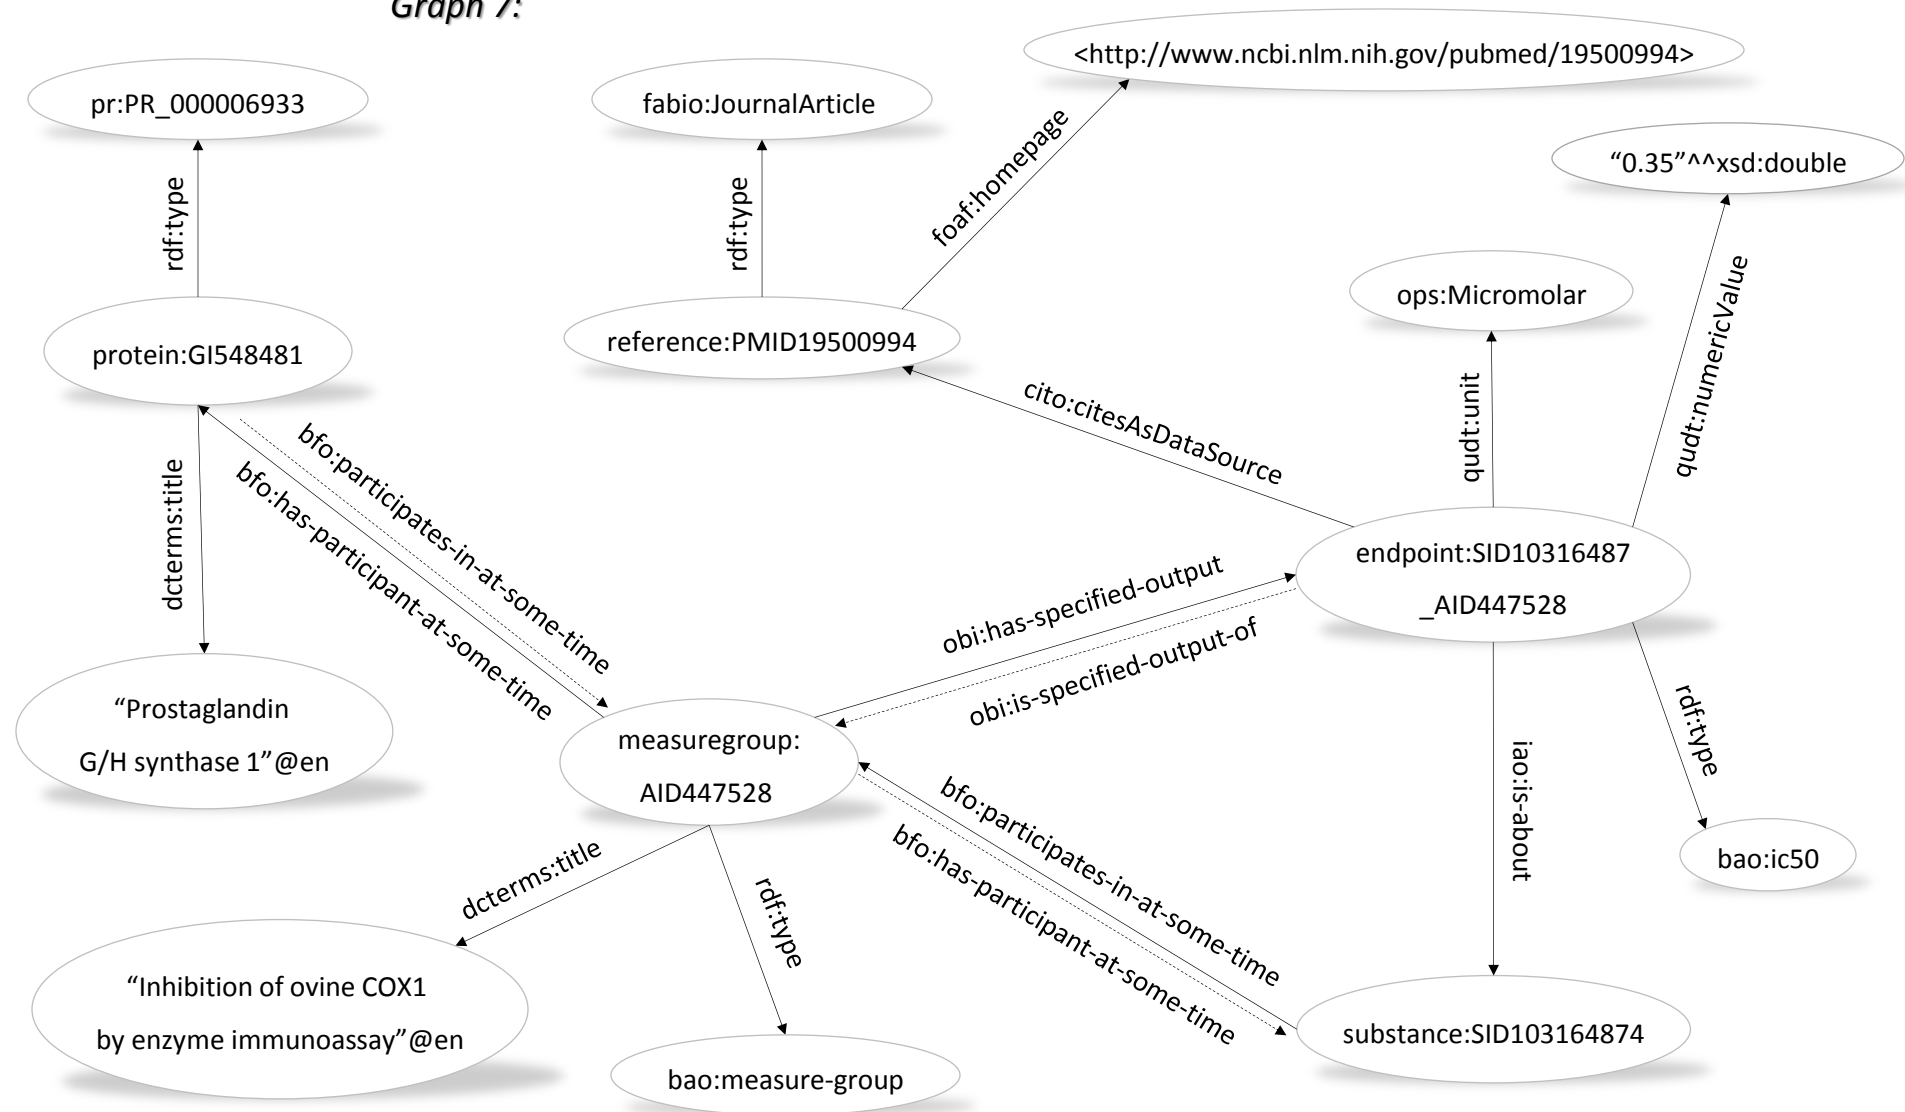 Graph 7:
<http://www.ncbi.nlm.nih.gov/pubmed/19500994>
pr:PR_000006933
fabio:JournalArticle
“0.35”^^xsd:double
rdf:type
rdf:type
foaf:homepage
ops:Micromolar
qudt:numericValue
protein:GI548481
reference:PMID19500994
qudt:unit
cito:citesAsDataSource
dcterms:title
bfo:participates-in-at-some-time
bfo:has-participant-at-some-time
endpoint:SID10316487
_AID447528
obi:has-specified-output
obi:is-specified-output-of
“Prostaglandin
G/H synthase 1”@en
measuregroup:
AID447528
iao:is-about
rdf:type
bao:ic50
bfo:participates-in-at-some-time
bfo:has-participant-at-some-time
dcterms:title
rdf:type
“Inhibition of ovine COX1
by enzyme immunoassay”@en
bao:measure-group
substance:SID103164874